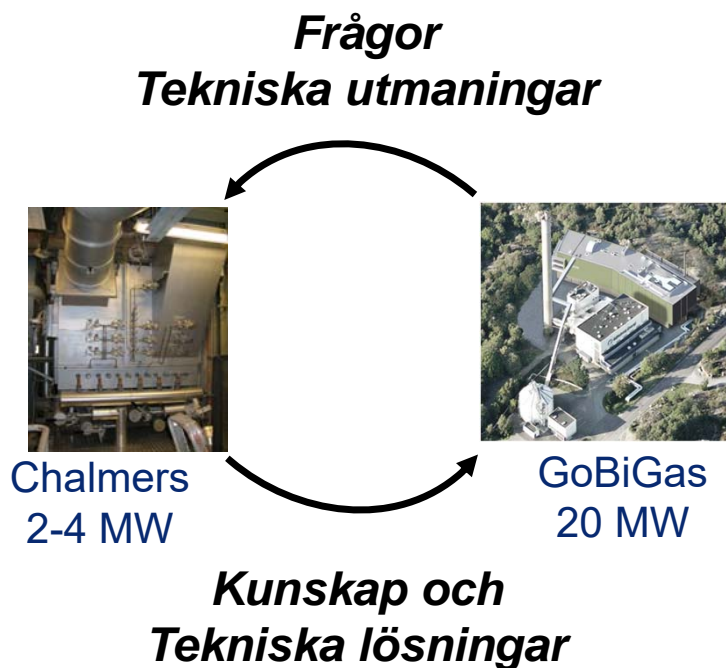 Frågor
Tekniska utmaningar
Chalmers
2-4 MW
GoBiGas
20 MW
Kunskap och
Tekniska lösningar